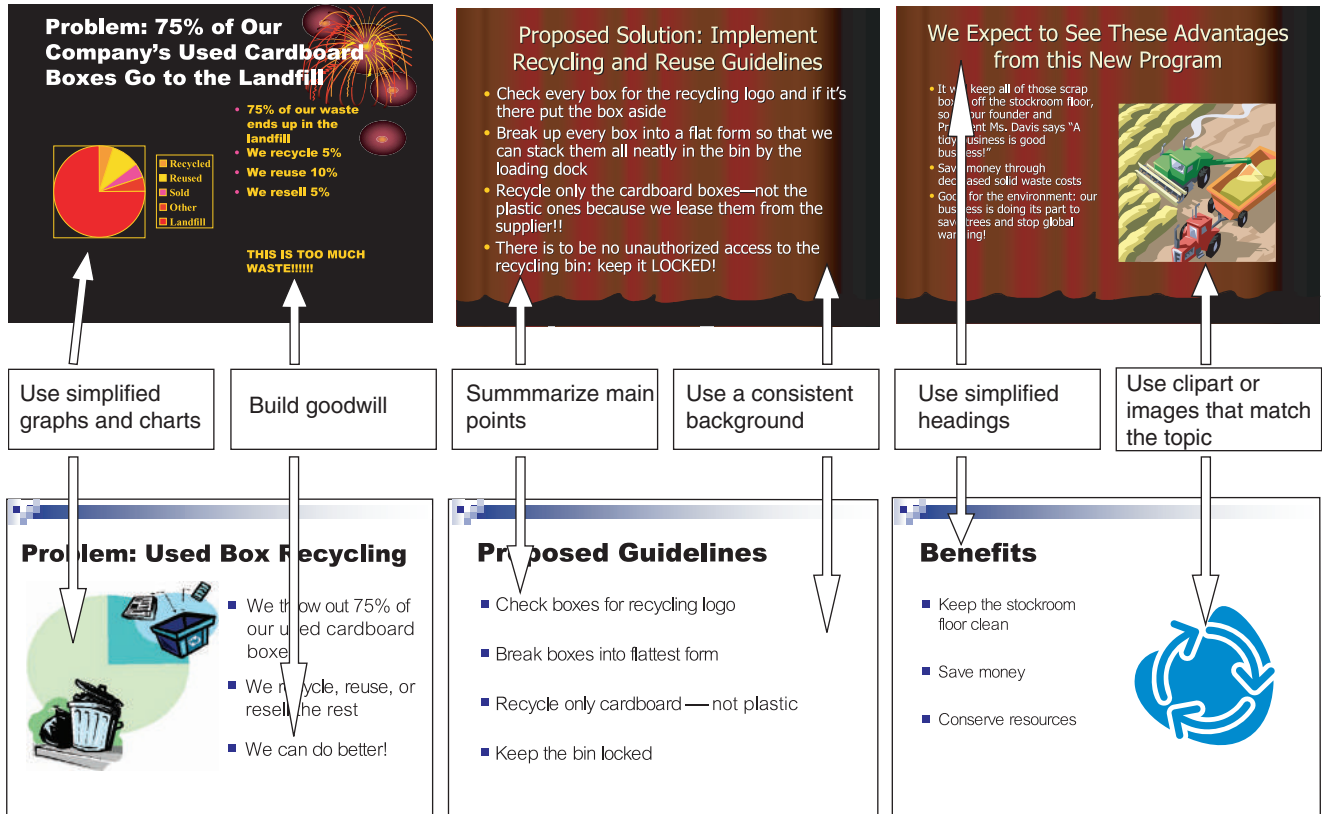 Problem: 75% of Our
Company's Used Cardboard
Boxes Go to the Landfill
• 75% of our waste
ends up in the
landfill
• We recycle 5%
• We reuse 10%
• We resell 5%
Recycled
Reused
Sold
Other
Landfill
THIS IS TOO MUCH
WASTE!!!!!!
Proposed Solution: Implement
Recycling and Reuse Guidelines
• Check every box for the recycling logo and if it's
there put the box aside
• Break up every box into a flat form so that we
can stack them all neatly in the bin by the
loading dock
• Recycle only the cardboard boxes—not the
plastic ones because we lease them from the
supplier!!
• There is to be no unauthorized access to the
recycling bin: keep it LOCKED!
We Expect to See These Advantages
from this New Program
• It will keep all of those scrap
boxes off the stockroom floor,
so our founder and
President Ms. Davis says "A
tidy business is good
business!"
• Save money through
decreased solid waste costs
• Good for the environment: our
business is doing its part to
save trees and stop global
warming!
Use simplified
graphs and charts
Build goodwill
Summmarize main
points
Use a consistent
background
Use simplified
headings
Use clipart or
images that match
the topic
Problem: Used Box Recycling
We throw out 75% of
our used cardboard
boxes
We recycle, reuse, or
resell the rest
We can do better!
Proposed Guidelines
Check boxes for recycling logo
Break boxes into flattest form
Recycle only cardboard — not plastic
Keep the bin locked
Benefits
Keep the stockroom
floor clean
Save money
Conserve resources